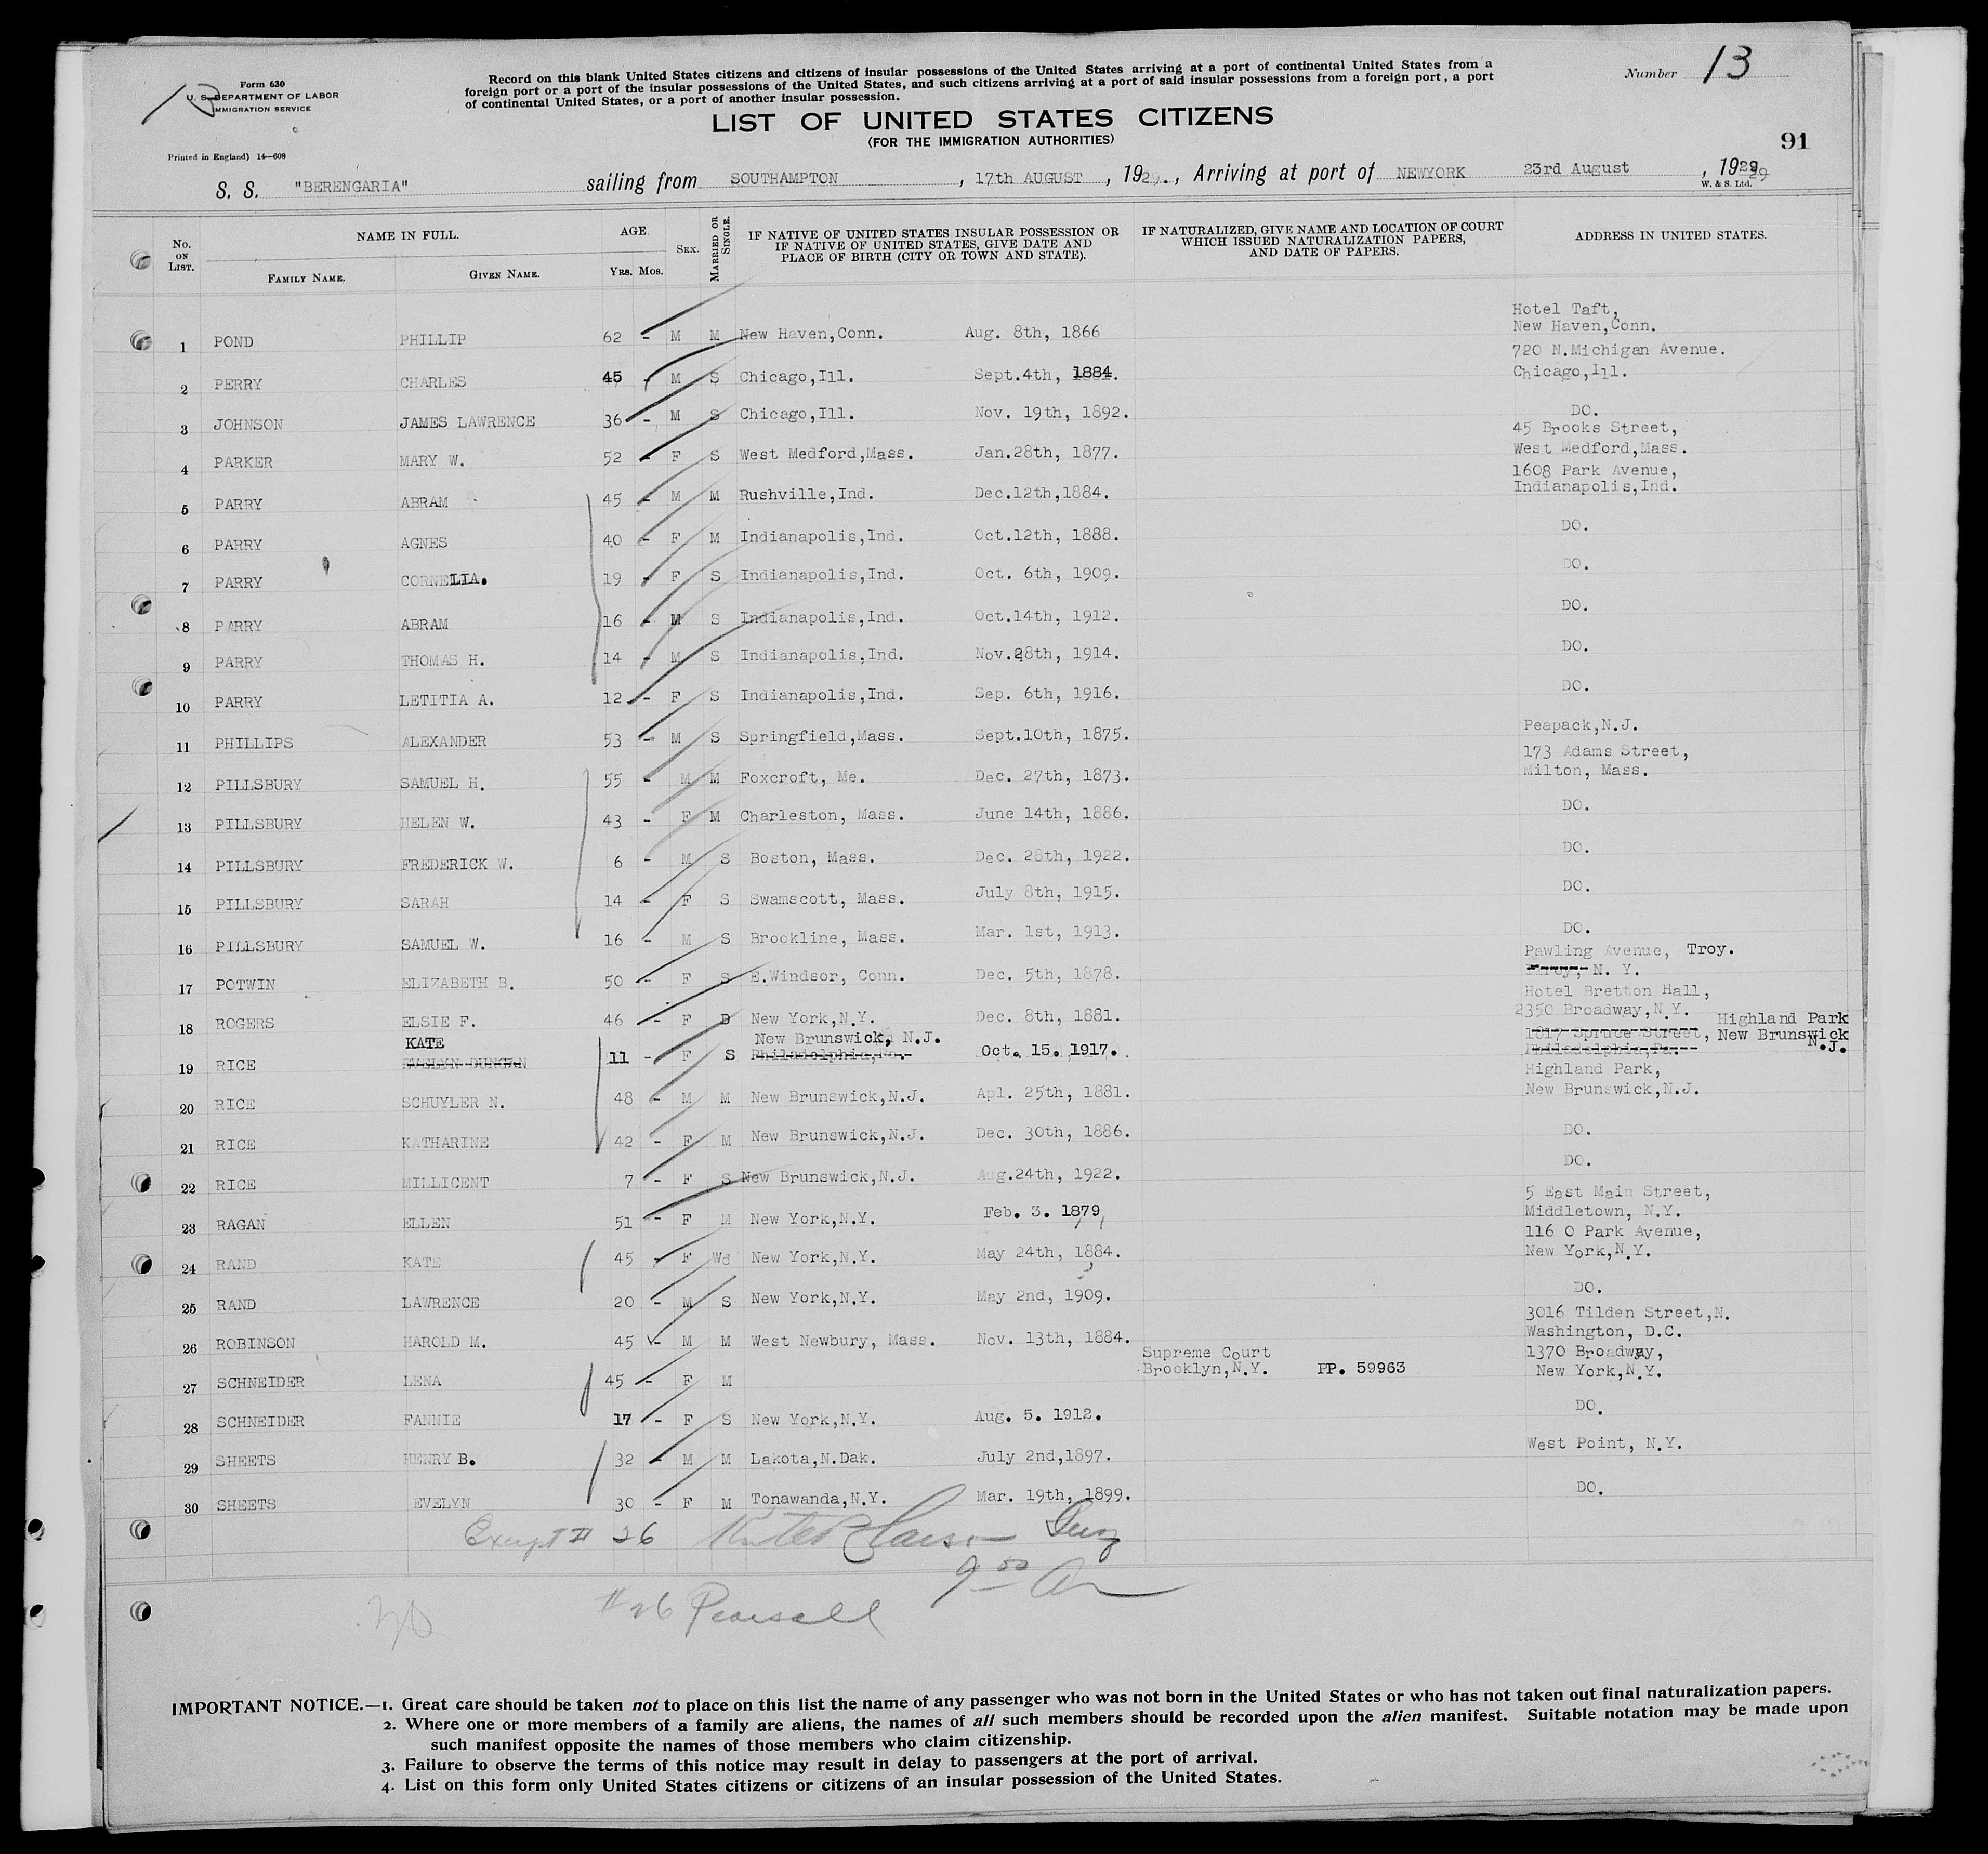 Form 630
U. S. DEPARTMENT OF LABOR
IMMIGRATION SERVICE
Printed in England) 14—608
Record on this blank United States citizens and citizens of insular possessions of the United States arriving at a port of continental United States from a
foreign port or a port of the insular possessions of the United States, and such citizens arriving at a port of said insular possessions from a foreign port, a port
of continental United States, or a port of another insular possession.
Number 13
LIST OF UNITED STATES CITIZENS
(FOR THE IMMIGRATION AUTHORITIES)
91
S. S. "BERENGARIA" sailing from SOUTHAMPTON, 17th AUGUST, 1929., Arriving at port of NEWYORK 23rd August, 1929
W. & S. Ltd.
No. ON LIST. NAME IN FULL. FAMILY NAME. GIVEN NAME. AGE. YRS. MOS. SEX. MARRIED OR SINGLE. IF NATIVE OF UNITED STATES INSULAR POSSESSION OR IF NATIVE OF UNITED STATES, GIVE DATE AND PLACE OF BIRTH (CITY OR TOWN AND STATE). IF NATURALIZED, GIVE NAME AND LOCATION OF COURT WHICH ISSUED NATURALIZATION PAPERS, AND DATE OF PAPERS. ADDRESS IN UNITED STATES.
1 POND PHILLIP 62 - M M New Haven,Conn. Aug. 8th, 1866 Hotel Taft, New Haven,Conn.
2 PERRY CHARLES 45 - M S Chicago,Ill. Sept.4th, 1884. 720 N.Michigan Avenue. Chicago,Ill.
3 JOHNSON JAMES LAWRENCE 36 - M S Chicago,Ill. Nov. 19th, 1892. DO.
4 PARKER MARY W. 52 - F S West Medford,Mass. Jan.28th, 1877. 45 Brooks Street, West Medford,Mass.
5 PARRY ABRAM 45 - M M Rushville,Ind. Dec.12th,1884. 1608 Park Avenue, Indianapolis,Ind.
6 PARRY AGNES 40 - F M Indianapolis,Ind. Oct.12th, 1888. DO.
7 PARRY CORNELIA. 19 - F S Indianapolis,Ind. Oct. 6th, 1909. DO.
8 PARRY ABRAM 16 - M S Indianapolis,Ind. Oct.14th, 1912. DO.
9 PARRY THOMAS H. 14 - M S Indianapolis,Ind. Nov.28th, 1914. DO.
10 PARRY LETITIA A. 12 - F S Indianapolis,Ind. Sep. 6th, 1916. DO.
11 PHILLIPS ALEXANDER 53 - M S Springfield,Mass. Sept.10th, 1875. Peapack,N.J.
12 PILLSBURY SAMUEL H. 55 - M M Foxcroft, Me. Dec. 27th, 1873. 173 Adams Street, Milton, Mass.
13 PILLSBURY HELEN W. 43 - F M Charleston, Mass. June 14th, 1886. DO.
14 PILLSBURY FREDERICK W. 6 - M S Boston, Mass. Dec. 28th, 1922. DO.
15 PILLSBURY SARAH 14 - F S Swamscott, Mass. July 8th, 1915. DO.
16 PILLSBURY SAMUEL W. 16 - M S Brookline, Mass. Mar. 1st, 1913. DO.
17 POTWIN ELIZABETH B. 50 - F S E.Windsor, Conn. Dec. 5th, 1878. Pawling Avenue, Troy. N. Y.
18 ROGERS ELSIE F. 46 - F D New York,N.Y. Dec. 8th, 1881. Hotel Bretton Hall, 2350 Broadway,N.Y.
19 RICE KATE EVELYN DUNCAN 11 - F S New Brunswick, N.J. Philadelphia,Pa. Oct. 15. 1917. 1817 Spruce Street, Philadelphia,Pa. Highland Park New Brunswick N.J.
20 RICE SCHUYLER N. 48 - M M New Brunswick,N.J. Apl. 25th, 1881. Highland Park, New Brunswick,N.J.
21 RICE KATHARINE 42 - F M New Brunswick,N.J. Dec. 30th, 1886. DO.
22 RICE MILLICENT 7 - F S New Brunswick,N.J. Aug.24th, 1922. DO.
23 RAGAN ELLEN 51 - F M New York,N.Y. Feb. 3. 1879, 5 East Main Street, Middletown, N.Y.
24 RAND KATE 45 - F Wd New York,N.Y. May 24th, 1884. 116 O Park Avenue, New York,N.Y.
25 RAND LAWRENCE 20 - M S New York,N.Y. May 2nd, 1909. DO.
26 ROBINSON HAROLD M. 45 - M M West Newbury, Mass. Nov. 13th, 1884. 3016 Tilden Street,N. Washington, D.C.
27 SCHNEIDER LENA 45 - F M Supreme Court Brooklyn,N.Y. PP. 59963 1370 Broadway, New York,N.Y.
28 SCHNEIDER FANNIE 17 - F S New York,N.Y. Aug. 5. 1912. DO.
29 SHEETS HENRY B. 32 - M M Lakota,N.Dak. July 2nd,1897. West Point, N.Y.
30 SHEETS EVELYN 30 - F M Tonawanda,N.Y. Mar. 19th, 1899. DO.
26
9 00 Am
#26 Pearsall
IMPORTANT NOTICE.—1. Great care should be taken not to place on this list the name of any passenger who was not born in the United States or who has not taken out final naturalization papers.
2. Where one or more members of a family are aliens, the names of all such members should be recorded upon the alien manifest. Suitable notation may be made upon
such manifest opposite the names of those members who claim citizenship.
3. Failure to observe the terms of this notice may result in delay to passengers at the port of arrival.
4. List on this form only United States citizens or citizens of an insular possession of the United States.